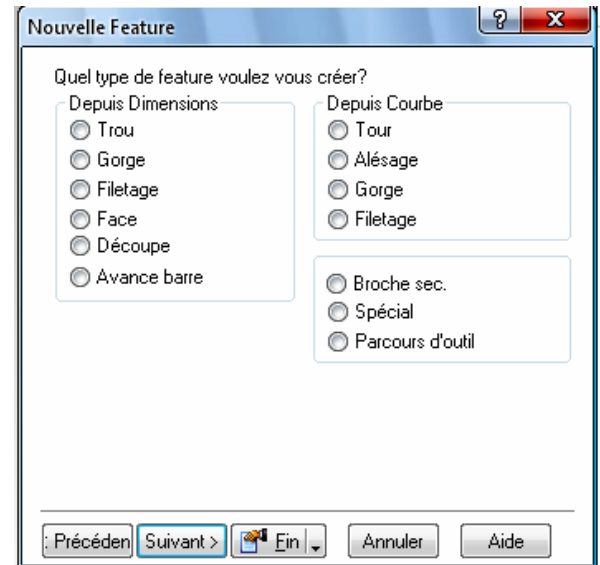 Nouvelle Feature
?
X
Quel type de feature voulez vous créer?
Depuis Dimensions
Trou
Gorge
Filetage
Face
Découpe
Avance barre
Depuis Courbe
Tour
Alésage
Gorge
Filetage
Broche sec.
Spécial
Parcours d'outil
: Précéden
Suivant >
Fin
Annuler
Aide